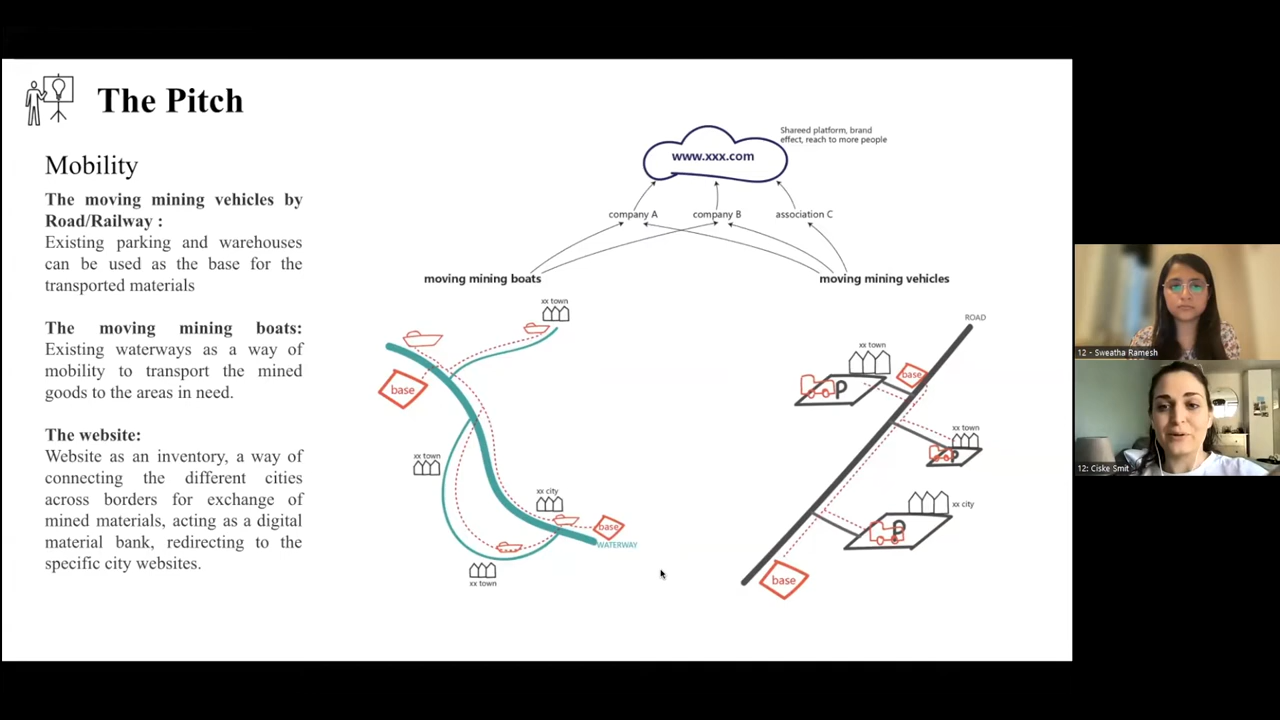 The Pitch
Mobility
The moving mining vehicles by
Road/Railway :
Existing parking and warehouses
can be used as the base for the
transported materials
The moving mining boats:
Existing waterways as a way of
mobility to transport the mined
goods to the areas in need.
The website:
Website as an inventory, a way of
connecting the different cities
across borders for exchange of
mined materials, acting as a digital
material bank, redirecting to the
specific city websites.
Shareed platform, brand
effect, reach to more people
www.xxx.com
company A
company B
association C
moving mining boats
moving mining vehicles
xx town
base
xx town
xx city
base
WATERWAY
xx town
ROAD
xx town
base
P
xx town
P
xx city
P
base
12 - Sweatha Ramesh
12: Ciske Smit